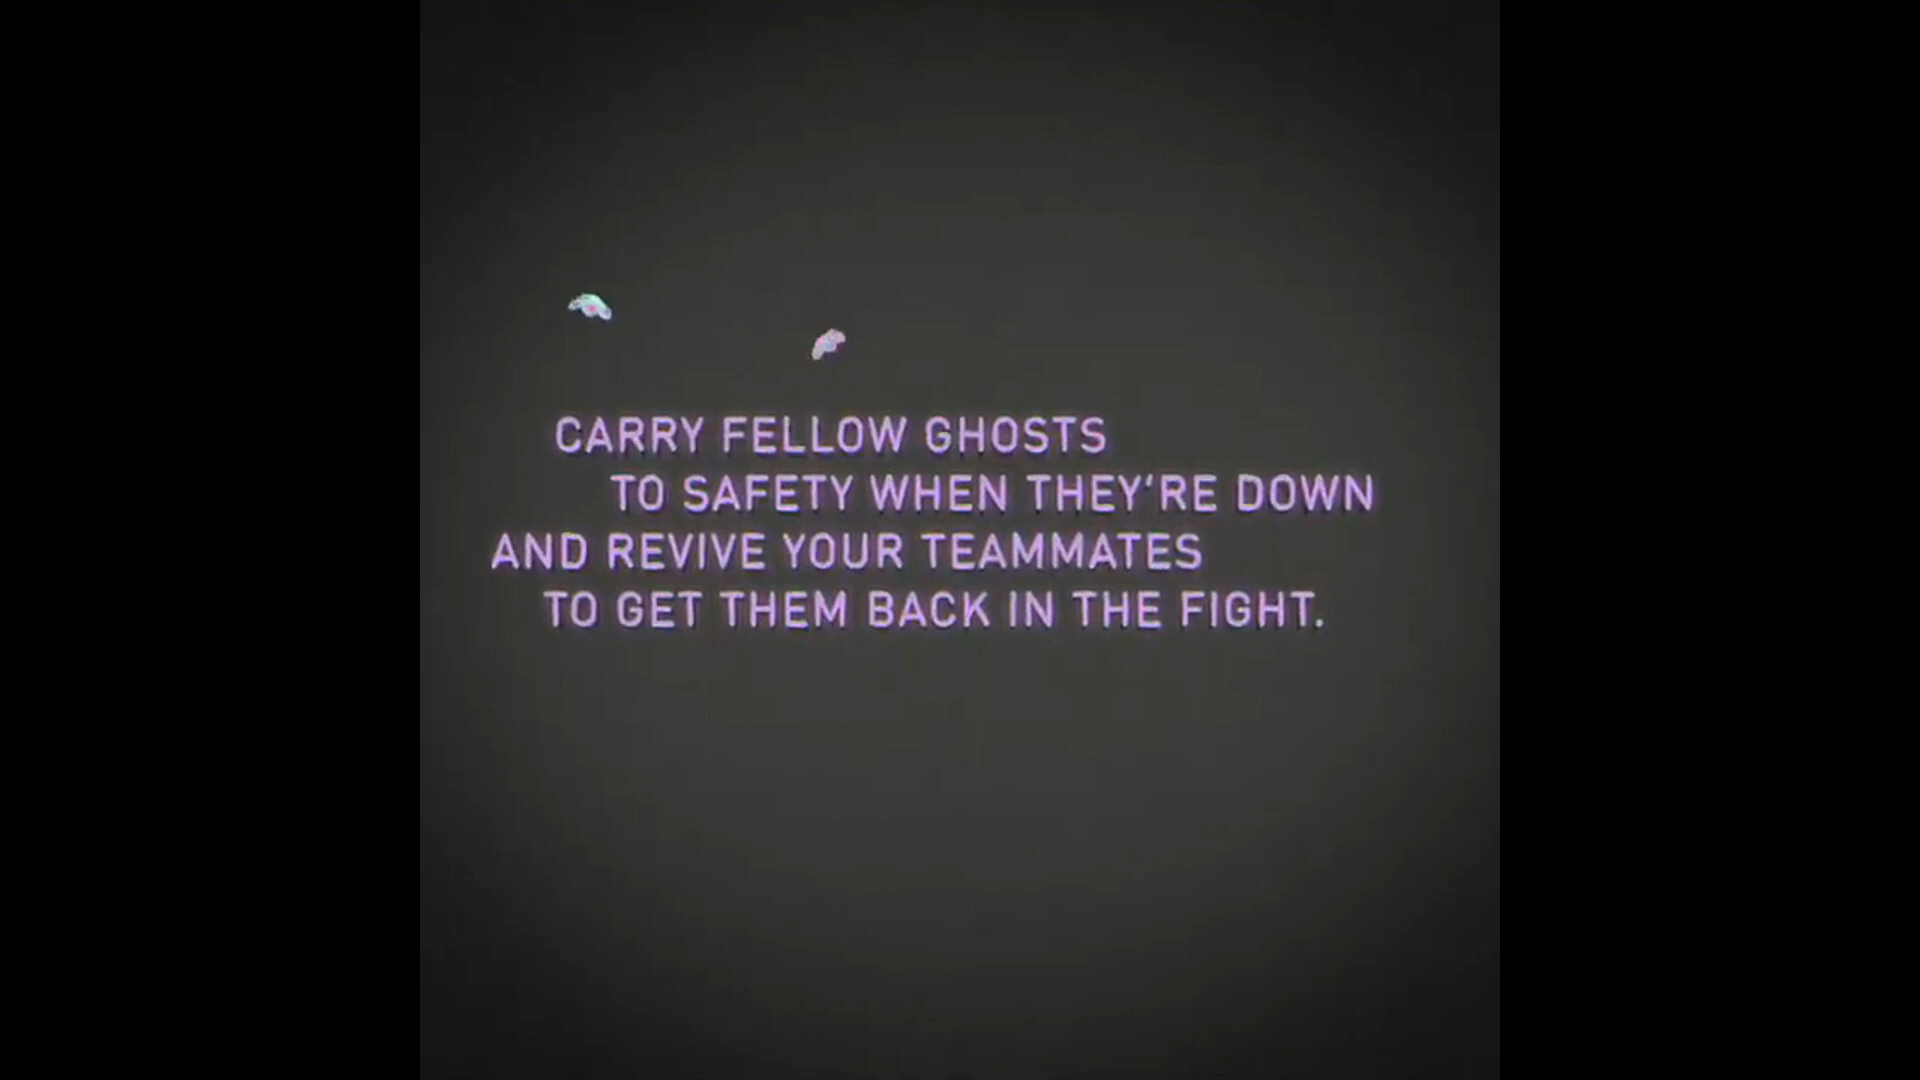 CARRY FELLOW GHOSTS
TO SAFETY WHEN THEY'RE DOWN
AND REVIVE YOUR TEAMMATES
TO GET THEM BACK IN THE FIGHT.